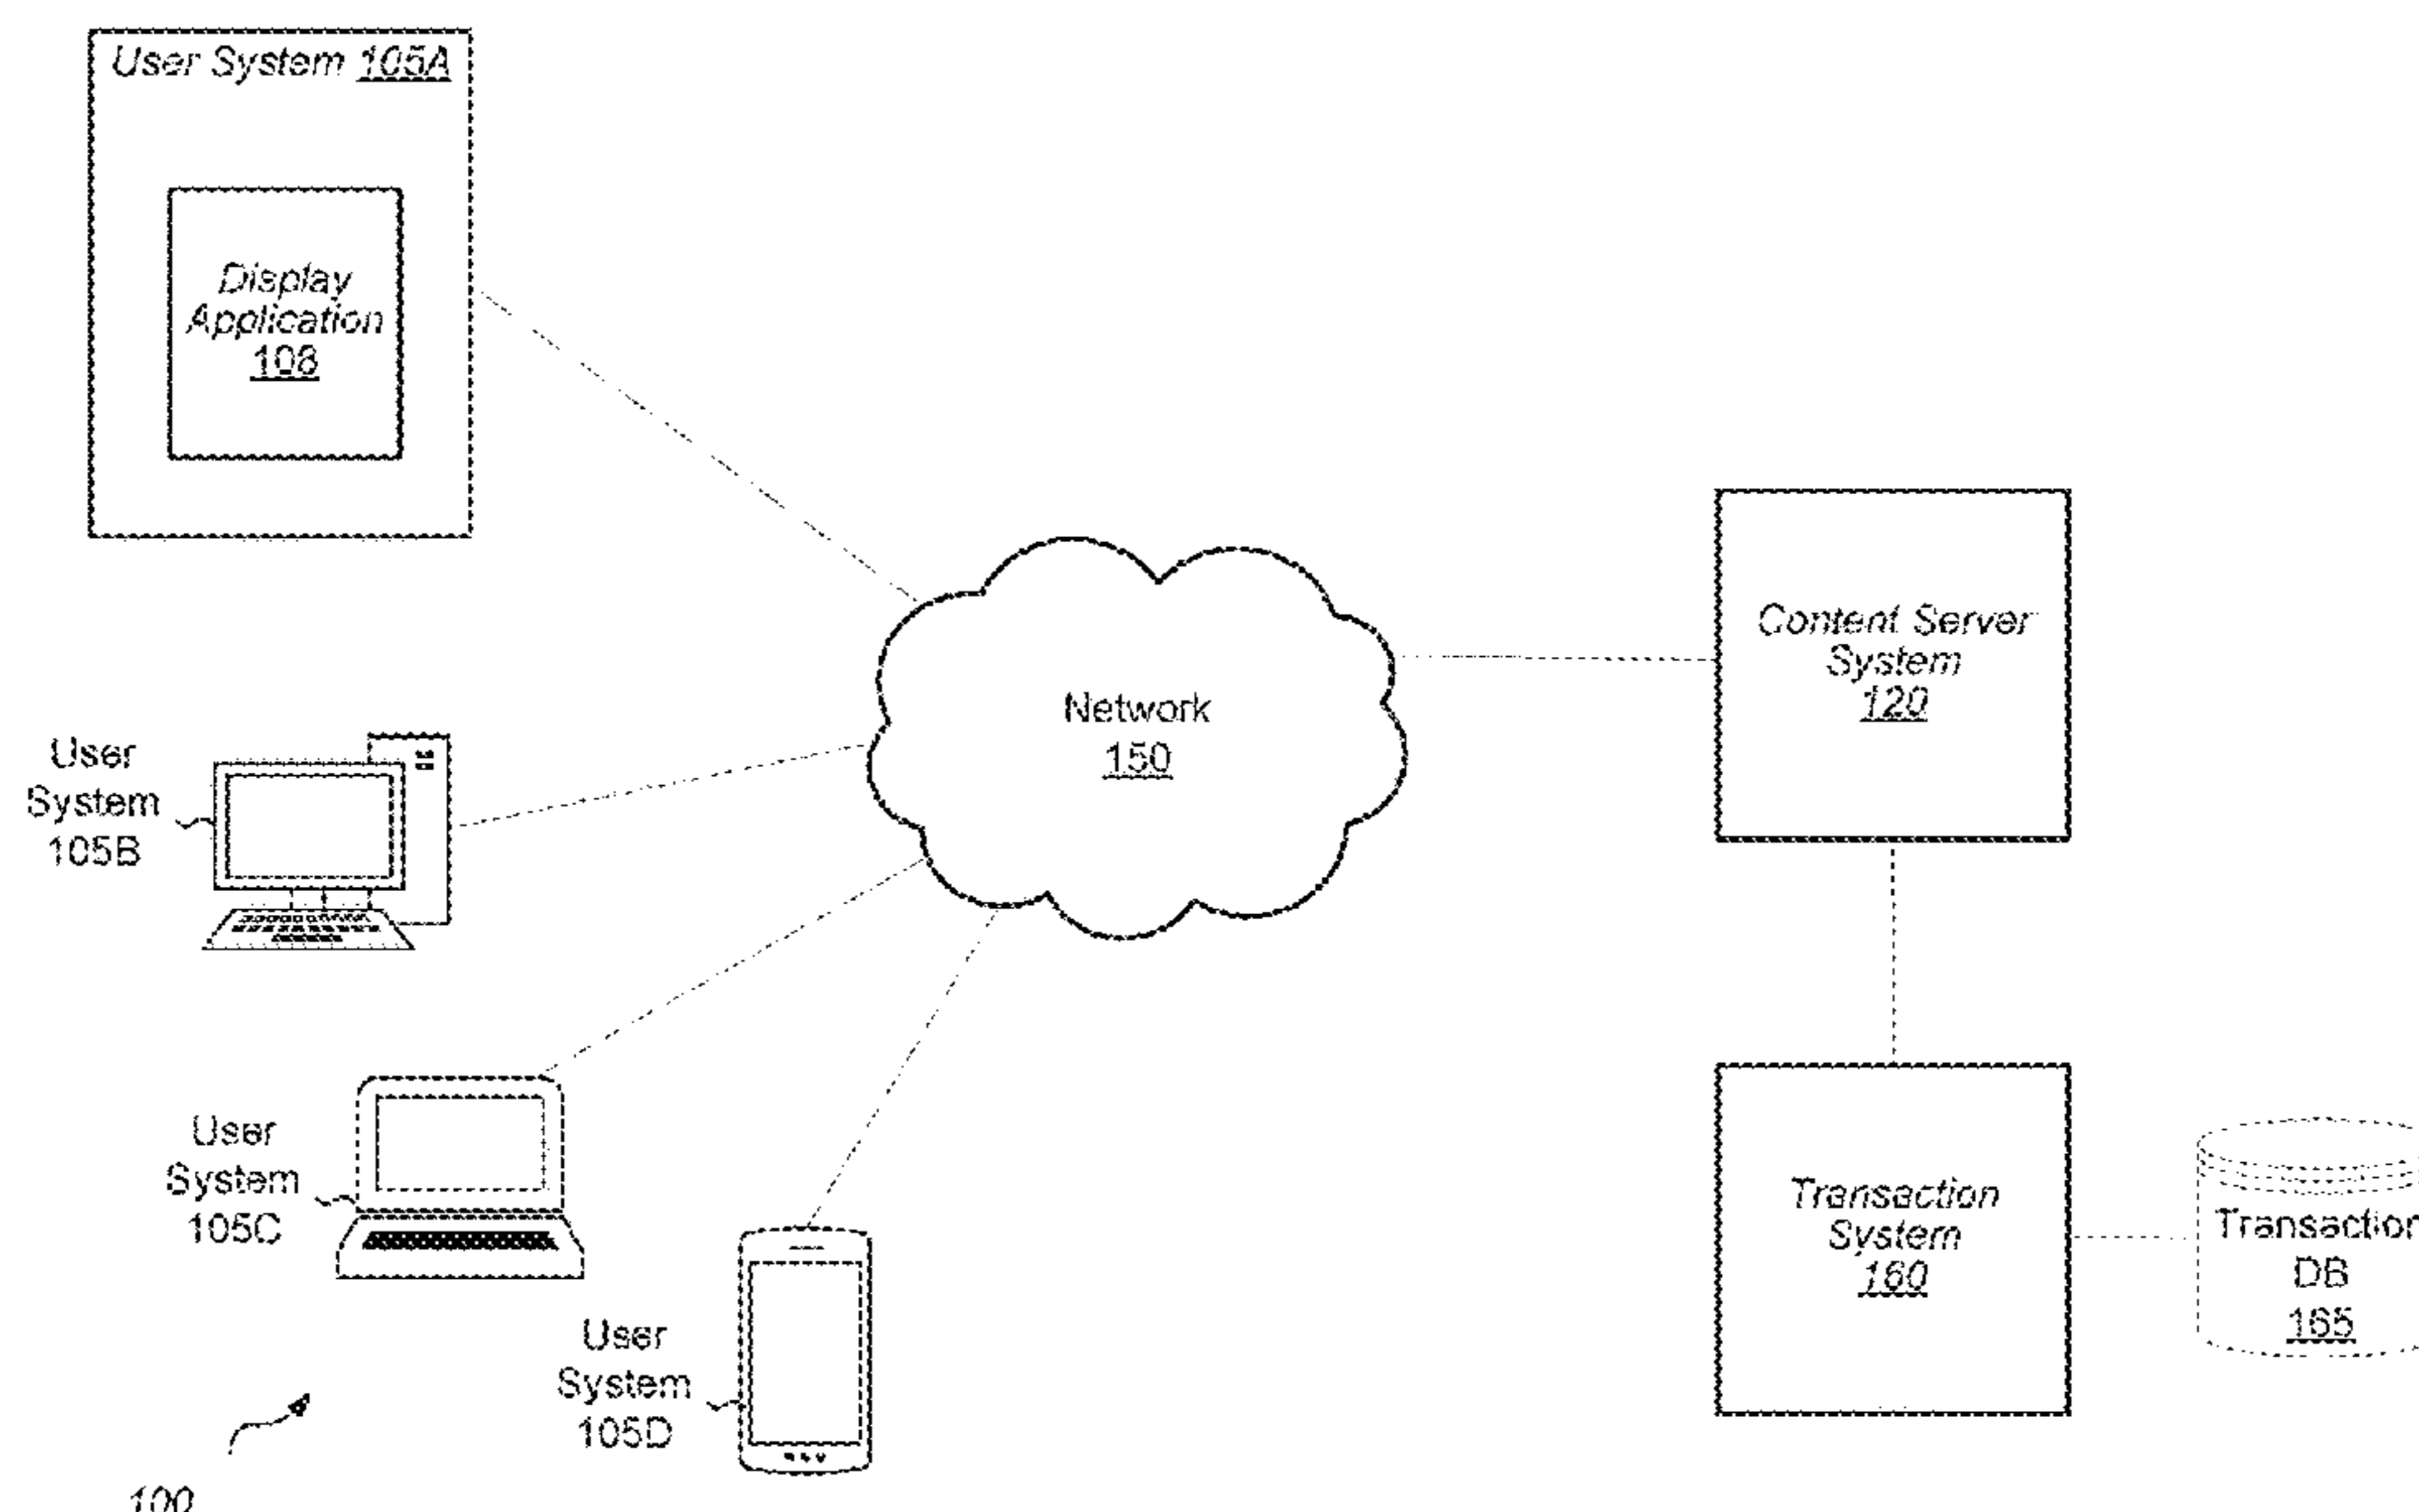 User System 105A
Display
Application
108
Network
150
Content Server
System
120
User
System
105B
User
System
105C
User
System
105D
Transaction
System
160
Transaction
DB
165
100